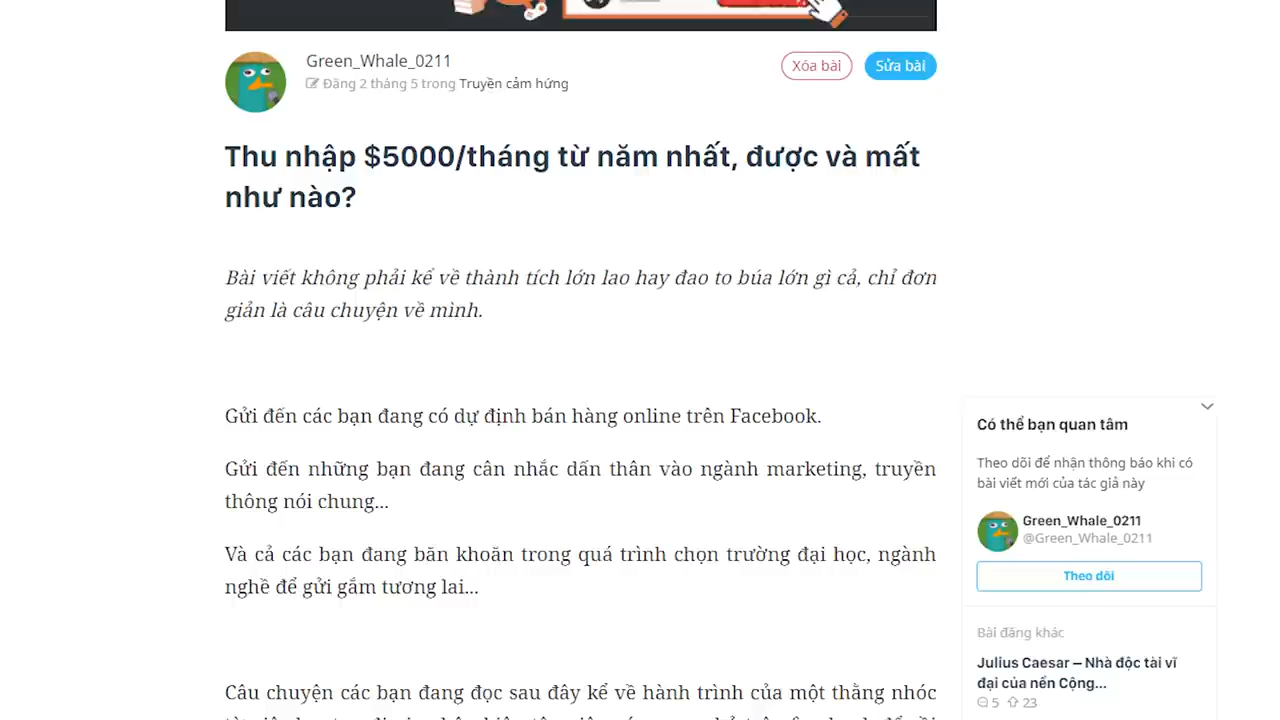 Green_Whale_0211
Đăng 2 tháng 5 trong Truyền cảm hứng
Xóa bài
Sửa bài
Thu nhập $5000/tháng từ năm nhất, được và mất
như nào?
Bài viết không phải kể về thành tích lớn lao hay đao to búa lớn gì cả, chỉ đơn
giản là câu chuyện về mình.
Gửi đến các bạn đang có dự định bán hàng online trên Facebook.
Gửi đến những bạn đang cân nhắc dấn thân vào ngành marketing, truyền
thông nói chung...
Và cả các bạn đang băn khoăn trong quá trình chọn trường đại học, ngành
nghề để gửi gắm tương lai...
Câu chuyện các bạn đang đọc sau đây kể về hành trình của một thằng nhóc
Có thể bạn quan tâm
Theo dõi để nhận thông báo khi có
bài viết mới của tác giả này
Green_Whale_0211
@Green_Whale_0211
Theo dõi
Bài đăng khác
Julius Caesar – Nhà độc tài vĩ
đại của nền Cộng...
5 23